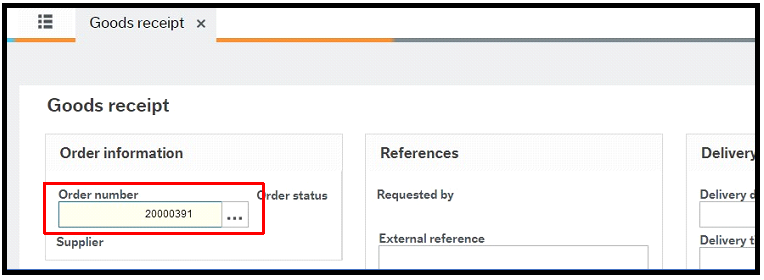 Goods receipt ×
Goods receipt
Order information
Order number
Order status
20000391 ...
Supplier
References
Requested by
External reference
Delivery
Delivery d
Delivery t